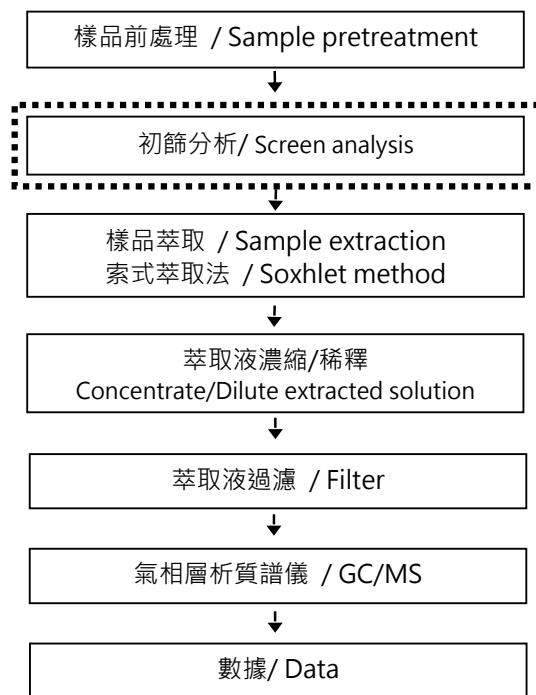 樣品前處理 / Sample pretreatment
初篩分析/ Screen analysis
樣品萃取 / Sample extraction
索式萃取法 / Soxhlet method
萃取液濃縮/稀釋
Concentrate/Dilute extracted solution
萃取液過濾 / Filter
氣相層析質譜儀 / GC/MS
數據/ Data